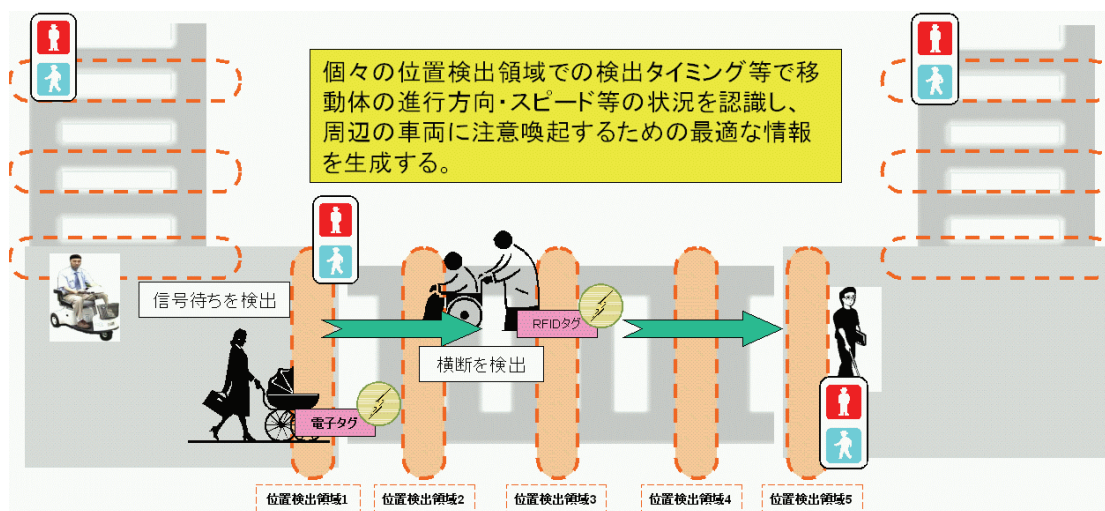 個々の位置検出領域での検出タイミング等で移
動体の進行方向・スピード等の状況を認識し、
周辺の車両に注意喚起するための最適な情報
を生成する。
信号待ちを検出
RFIDタグ
横断を検出
電子タグ
位置検出領域1
位置検出領域2
位置検出領域3
位置検出領域4
位置検出領域5